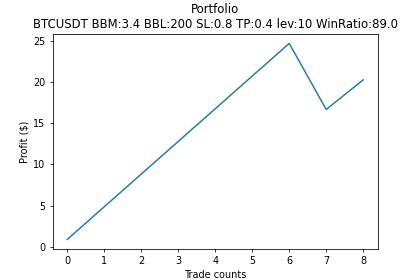 Portfolio
BTCUSDT BBM:3.4 BBL:200 SL:0.8 TP:0.4 lev:10 WinRatio:89.0
25
20
15
10
5
0
Profit ($)
0 1 2 3 4 5 6 7 8
Trade counts